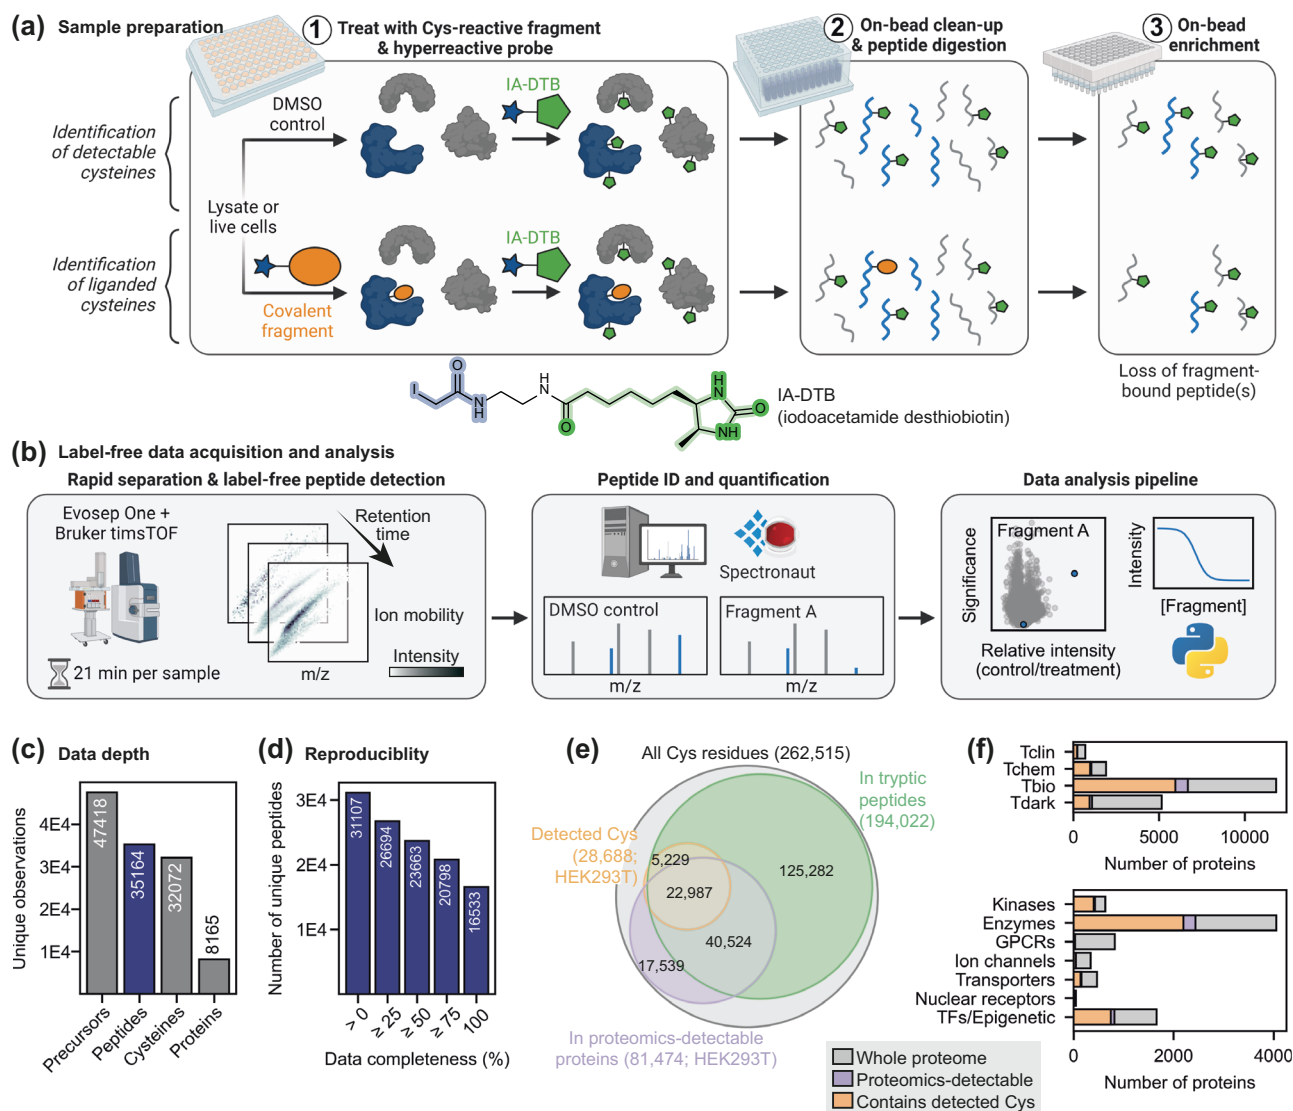 (a) Sample preparation
1 Treat with Cys-reactive fragment
& hyperreactive probe
2 On-bead clean-up
& peptide digestion
3 On-bead
enrichment
Identification
of detectable
cysteines
DMSO
control
IA-DTB
Lysate or
live cells
Identification
of liganded
cysteines
Covalent
fragment
IA-DTB
Loss of fragment-
bound peptide(s)
I
O
N
H
H
N
O
H
N
O
NH
IA-DTB
(iodoacetamide desthiobiotin)
(b) Label-free data acquisition and analysis
Rapid separation & label-free peptide detection
Evosep One +
Bruker timsTOF
Retention
time
Ion mobility
Intensity
m/z
21 min per sample
Peptide ID and quantification
Spectronaut
DMSO control
m/z
Fragment A
m/z
Data analysis pipeline
Significance
Fragment A
Relative intensity
(control/treatment)
Intensity
[Fragment]
(c) Data depth
Unique observations
4E4
3E4
2E4
1E4
47418
35164
32072
8165
Precursors
Peptides
Cysteines
Proteins
(d) Reproduciblity
Number of unique peptides
3E4
2E4
1E4
31107
26694
23663
20798
16533
> 0
≥ 25
≥ 50
≥ 75
100
Data completeness (%)
(e)
All Cys residues (262,515)
In tryptic
peptides
(194,022)
Detected Cys
(28,688;
HEK293T)
5,229
22,987
125,282
40,524
17,539
In proteomics-detectable
proteins (81,474; HEK293T)
(f)
Tclin
Tchem
Tbio
Tdark
0
5000
10000
Number of proteins
Kinases
Enzymes
GPCRs
Ion channels
Transporters
Nuclear receptors
TFs/Epigenetic
0
2000
4000
Number of proteins
Whole proteome
Proteomics-detectable
Contains detected Cys